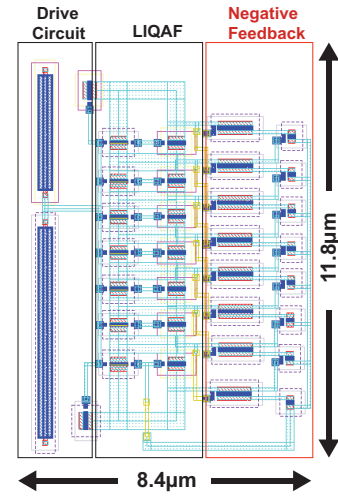 Drive
Circuit
LIQAF
Negative
Feedback
11.8μm
8.4μm